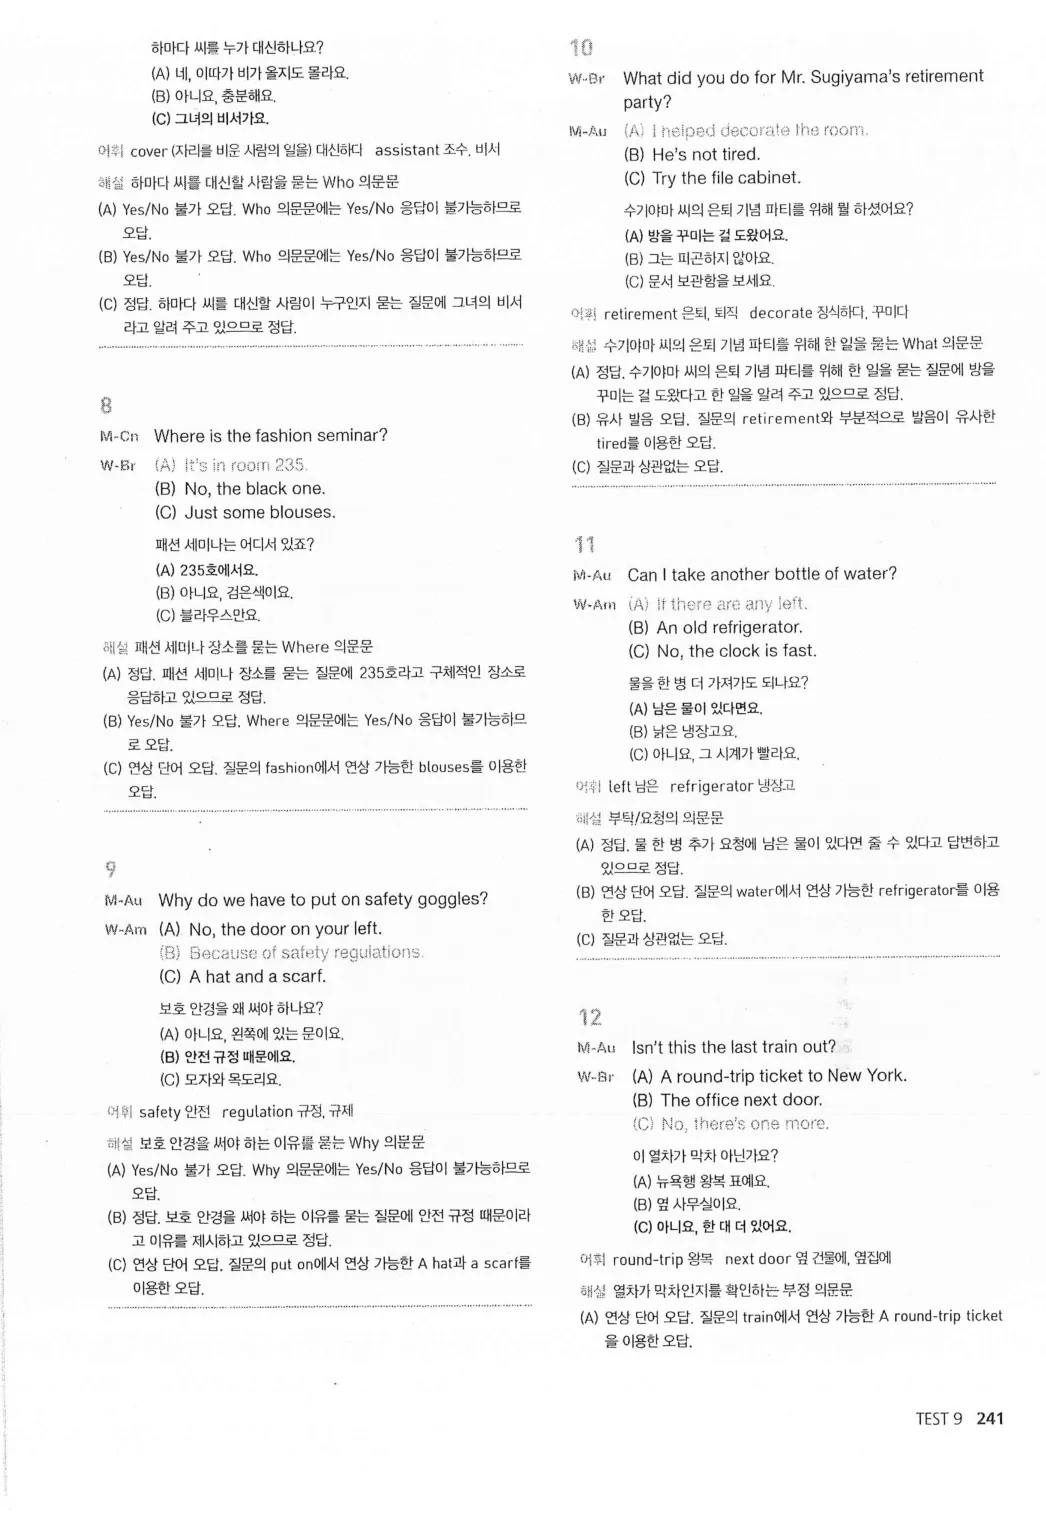 하마다 씨를 누가 대신하나요?
(A) 네, 이따가 비가 올지도 몰라요.
(B) 아니요, 충분해요.
(C) 그녀의 비서가요.
어휘 cover (자리를 비운 사람의 일을) 대신하다 assistant 조수, 비서
해설 하마다 씨를 대신할 사람을 묻는 Who 의문문
(A) Yes/No 불가 오답. Who 의문문에는 Yes/No 응답이 불가능하므로
오답.
(B) Yes/No 불가 오답. Who 의문문에는 Yes/No 응답이 불가능하므로
오답.
(C) 정답. 하마다 씨를 대신할 사람이 누구인지 묻는 질문에 그녀의 비서
라고 알려 주고 있으므로 정답.
8
M-Cn Where is the fashion seminar?
W-Br (A) It's in room 235.
(B) No, the black one.
(C) Just some blouses.
패션 세미나는 어디서 있죠?
(A) 235호에서요.
(B) 아니요, 검은색이요.
(C) 블라우스만요.
해설 패션 세미나 장소를 묻는 Where 의문문
(A) 정답. 패션 세미나 장소를 묻는 질문에 235호라고 구체적인 장소로
응답하고 있으므로 정답.
(B) Yes/No 불가 오답. Where 의문문에는 Yes/No 응답이 불가능하므
로 오답.
(C) 연상 단어 오답. 질문의 fashion에서 연상 가능한 blouses를 이용한
오답.
9
M-Au Why do we have to put on safety goggles?
W-Am (A) No, the door on your left.
(B) Because of safety regulations.
(C) A hat and a scarf.
보호 안경을 왜 써야 하나요?
(A) 아니요, 왼쪽에 있는 문이요.
(B) 안전 규정 때문에요.
(C) 모자와 목도리요.
어휘 safety 안전 regulation 규정, 규제
해설 보호 안경을 써야 하는 이유를 묻는 Why 의문문
(A) Yes/No 불가 오답. Why 의문문에는 Yes/No 응답이 불가능하므로
오답.
(B) 정답. 보호 안경을 써야 하는 이유를 묻는 질문에 안전 규정 때문이라
고 이유를 제시하고 있으므로 정답.
(C) 연상 단어 오답. 질문의 put on에서 연상 가능한 A hat과 a scarf를
이용한 오답.
10
W-Br What did you do for Mr. Sugiyama's retirement
party?
M-Au (A) I helped decorate the room.
(B) He's not tired.
(C) Try the file cabinet.
수기야마 씨의 은퇴 기념 파티를 위해 뭘 하셨어요?
(A) 방을 꾸미는 걸 도왔어요.
(B) 그는 피곤하지 않아요.
(C) 문서 보관함을 보세요.
어휘 retirement 은퇴, 퇴직 decorate 장식하다, 꾸미다
해설 수기야마 씨의 은퇴 기념 파티를 위해 한 일을 묻는 What 의문문
(A) 정답. 수기야마 씨의 은퇴 기념 파티를 위해 한 일을 묻는 질문에 방을
꾸미는 걸 도왔다고 한 일을 알려 주고 있으므로 정답.
(B) 유사 발음 오답. 질문의 retirement와 부분적으로 발음이 유사한
tired를 이용한 오답.
(C) 질문과 상관없는 오답.
11
M-Au Can I take another bottle of water?
W-Am (A) If there are any left.
(B) An old refrigerator.
(C) No, the clock is fast.
물을 한 병 더 가져가도 되나요?
(A) 남은 물이 있다면요.
(B) 낡은 냉장고요.
(C) 아니요, 그 시계가 빨라요.
어휘 left 남은 refrigerator 냉장고
해설 부탁/요청의 의문문
(A) 정답. 물 한 병 추가 요청에 남은 물이 있다면 줄 수 있다고 답변하고
있으므로 정답.
(B) 연상 단어 오답. 질문의 water에서 연상 가능한 refrigerator를 이용
한 오답.
(C) 질문과 상관없는 오답.
12
M-Au Isn't this the last train out?
W-Br (A) A round-trip ticket to New York.
(B) The office next door.
(C) No, there's one more.
이 열차가 막차 아닌가요?
(A) 뉴욕행 왕복 표예요.
(B) 옆 사무실이요.
(C) 아니요, 한 대 더 있어요.
어휘 round-trip 왕복 next door 옆 건물에, 옆집에
해설 열차가 막차인지를 확인하는 부정 의문문
(A) 연상 단어 오답. 질문의 train에서 연상 가능한 A round-trip ticket
을 이용한 오답.
TEST 9 241